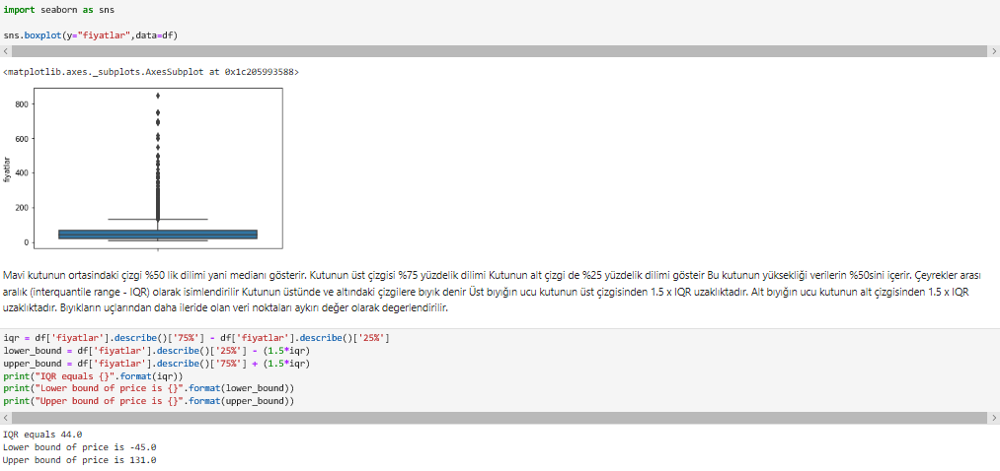 import seaborn as sns
sns.boxplot(y="fiyatlar",data=df)
<matplotlib.axes._subplots.AxesSubplot at 0x1c205993588>
800
600
400
200
0
fiyatlar
Mavi kutunun ortasindaki çizgi %50 lik dilimi yani medianı gösterir. Kutunun üst çizgisi %75 yüzdelik dilimi Kutunun alt çizgi de %25 yüzdelik dilimi gösteir Bu kutunun yüksekliği verilerin %50sini içerir. Çeyrekler arası
aralık (interquantile range - IQR) olarak isimlendirilir Kutunun üstünde ve altındaki çizgilere bıyık denir Üst bıyığın ucu kutunun üst çizgisinden 1.5 x IQR uzaklıktadır. Alt bıyığın ucu kutunun alt çizgisinden 1.5 x IQR
uzaklıktadır. Bıyıkların uçlarından daha ileride olan veri noktaları aykırı değer olarak degerlendirilir.
iqr = df['fiyatlar'].describe()['75%'] - df['fiyatlar'].describe()['25%']
lower_bound = df['fiyatlar'].describe()['25%'] - (1.5*iqr)
upper_bound = df['fiyatlar'].describe()['75%'] + (1.5*iqr)
print("IQR equals {}".format(iqr))
print("Lower bound of price is {}".format(lower_bound))
print("Upper bound of price is {}".format(upper_bound))
IQR equals 44.0
Lower bound of price is -45.0
Upper bound of price is 131.0